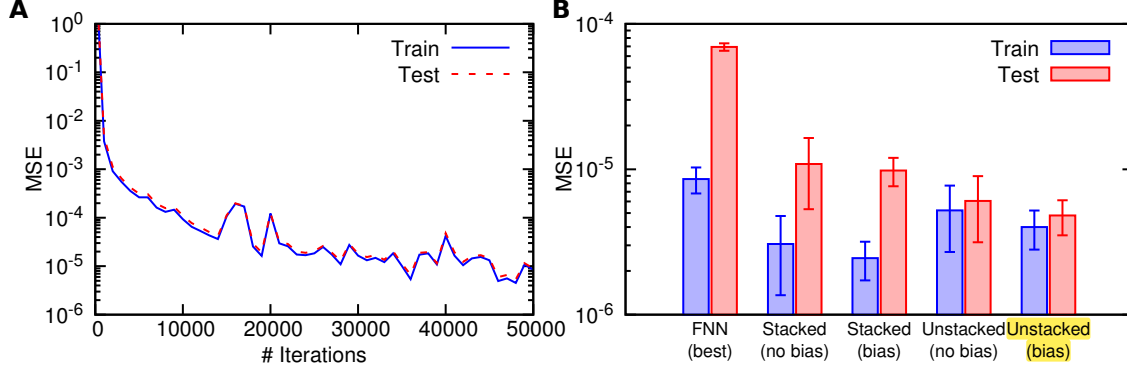 A
MSE
10^0
10^-1
10^-2
10^-3
10^-4
10^-5
10^-6
Train
Test
0 10000 20000 30000 40000 50000
# Iterations
B
MSE
10^-4
10^-5
10^-6
Train
Test
FNN
(best)
Stacked
(no bias)
Stacked
(bias)
Unstacked
(no bias)
Unstacked
(bias)